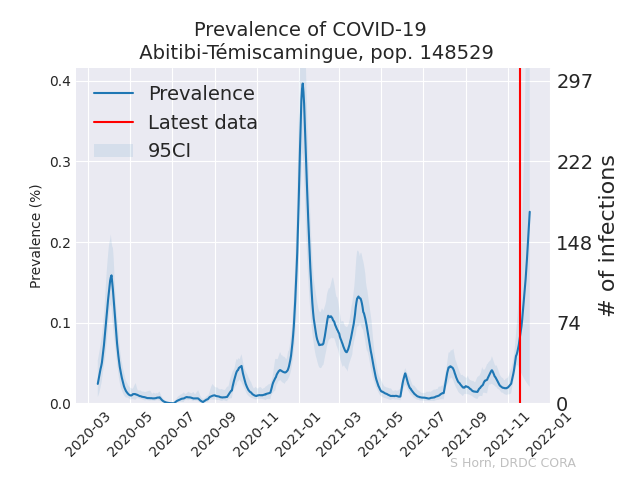 Prevalence of COVID-19
Abitibi-Témiscamingue, pop. 148529
Prevalence
Latest data
95CI
Prevalence (%)
0.4
0.3
0.2
0.1
0.0
297
222
148
74
0
# of infections
2020-03
2020-05
2020-07
2020-09
2020-11
2021-01
2021-03
2021-05
2021-07
2021-09
2021-11
2022-01
S Horn, DRDC CORA